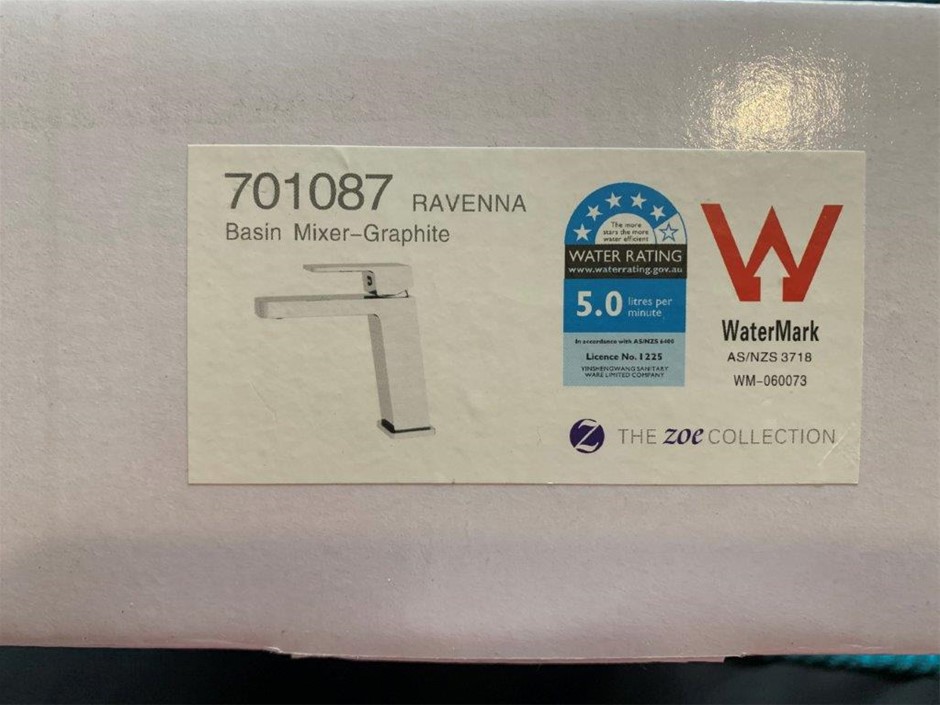 701087 RAVENNA
Basin Mixer-Graphite
The more
stars the more
water efficient
WATER RATING
www.waterrating.gov.au
5.0 litres per
minute
In accordance with AS/NZS 6400
Licence No. 1225
YINSHENGWANG SANITARY
WARE LIMITED COMPANY
W
WaterMark
AS/NZS 3718
WM-060073
Z THE zoe COLLECTION